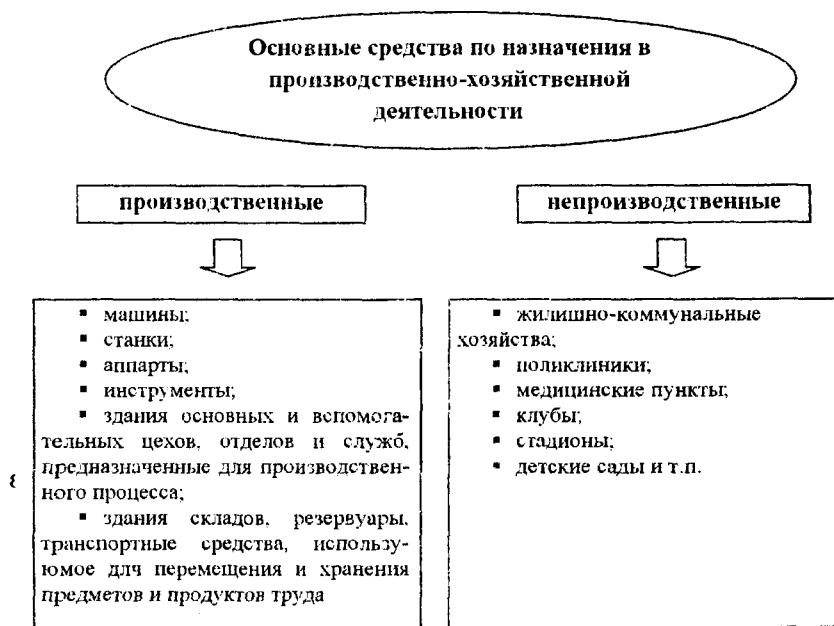 Основные средства по назначения в
производственно-хозяйственной
деятельности
производственные
непроизводственные
▪ машины;
▪ станки;
▪ аппарты;
▪ инструменты;
▪ здания основных и вспомога-
тельных цехов, отделов и служб,
предназначенные для производствен-
ного процесса;
▪ здания складов, резервуары,
транспортные средства, использу-
юмое длч перемещения и хранения
предметов и продуктов труда
▪ жилишно-коммунальные
хозяйства;
▪ поликлиники;
▪ медицинские пункты;
▪ клубы;
▪ стадионы;
▪ детские сады и т.п.